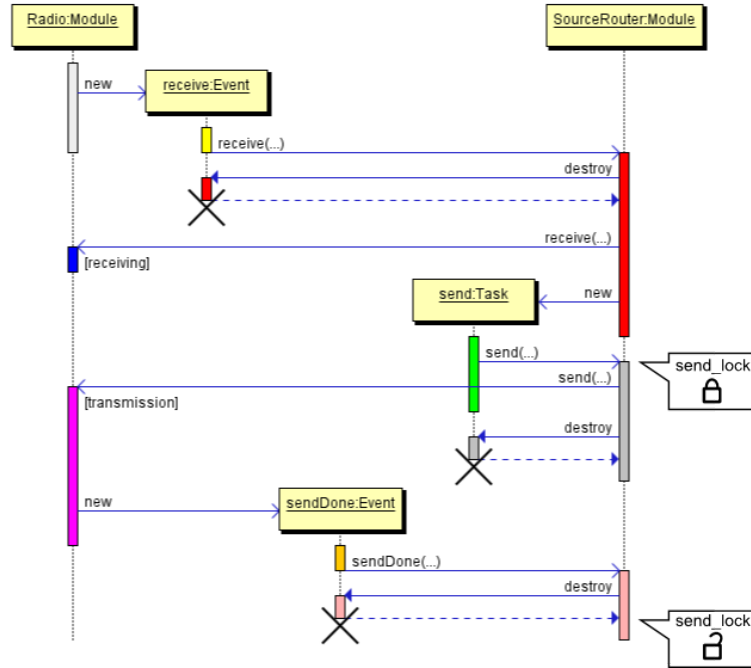 Radio:Module
SourceRouter:Module
new
receive:Event
receive(...)
destroy
receive(...)
[receiving]
send:Task
new
send(...)
send_lock
send(...)
[transmission]
destroy
new
sendDone:Event
sendDone(...)
destroy
send_lock